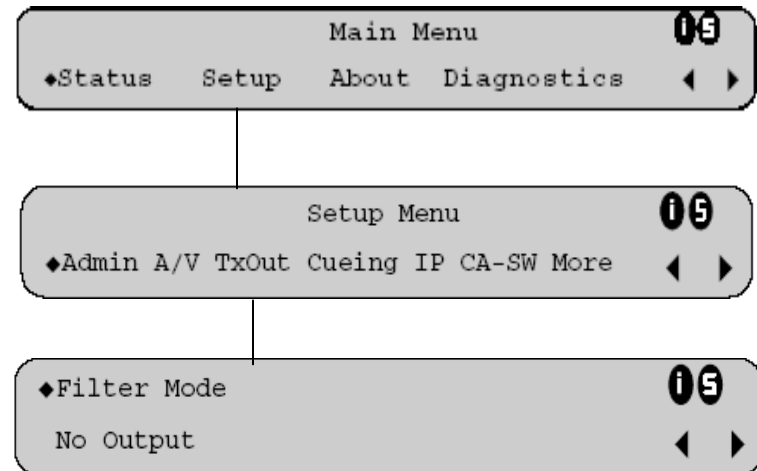 Main Menu
◆Status Setup About Diagnostics
Setup Menu
◆Admin A/V TxOut Cueing IP CA-SW More
◆Filter Mode
No Output